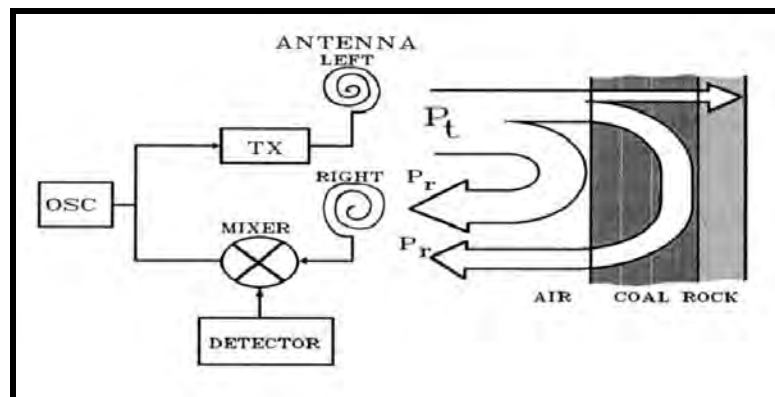 ANTENNA
LEFT
TX
RIGHT
OSC
MIXER
DETECTOR
Pt
Pr
Pr
AIR COAL ROCK